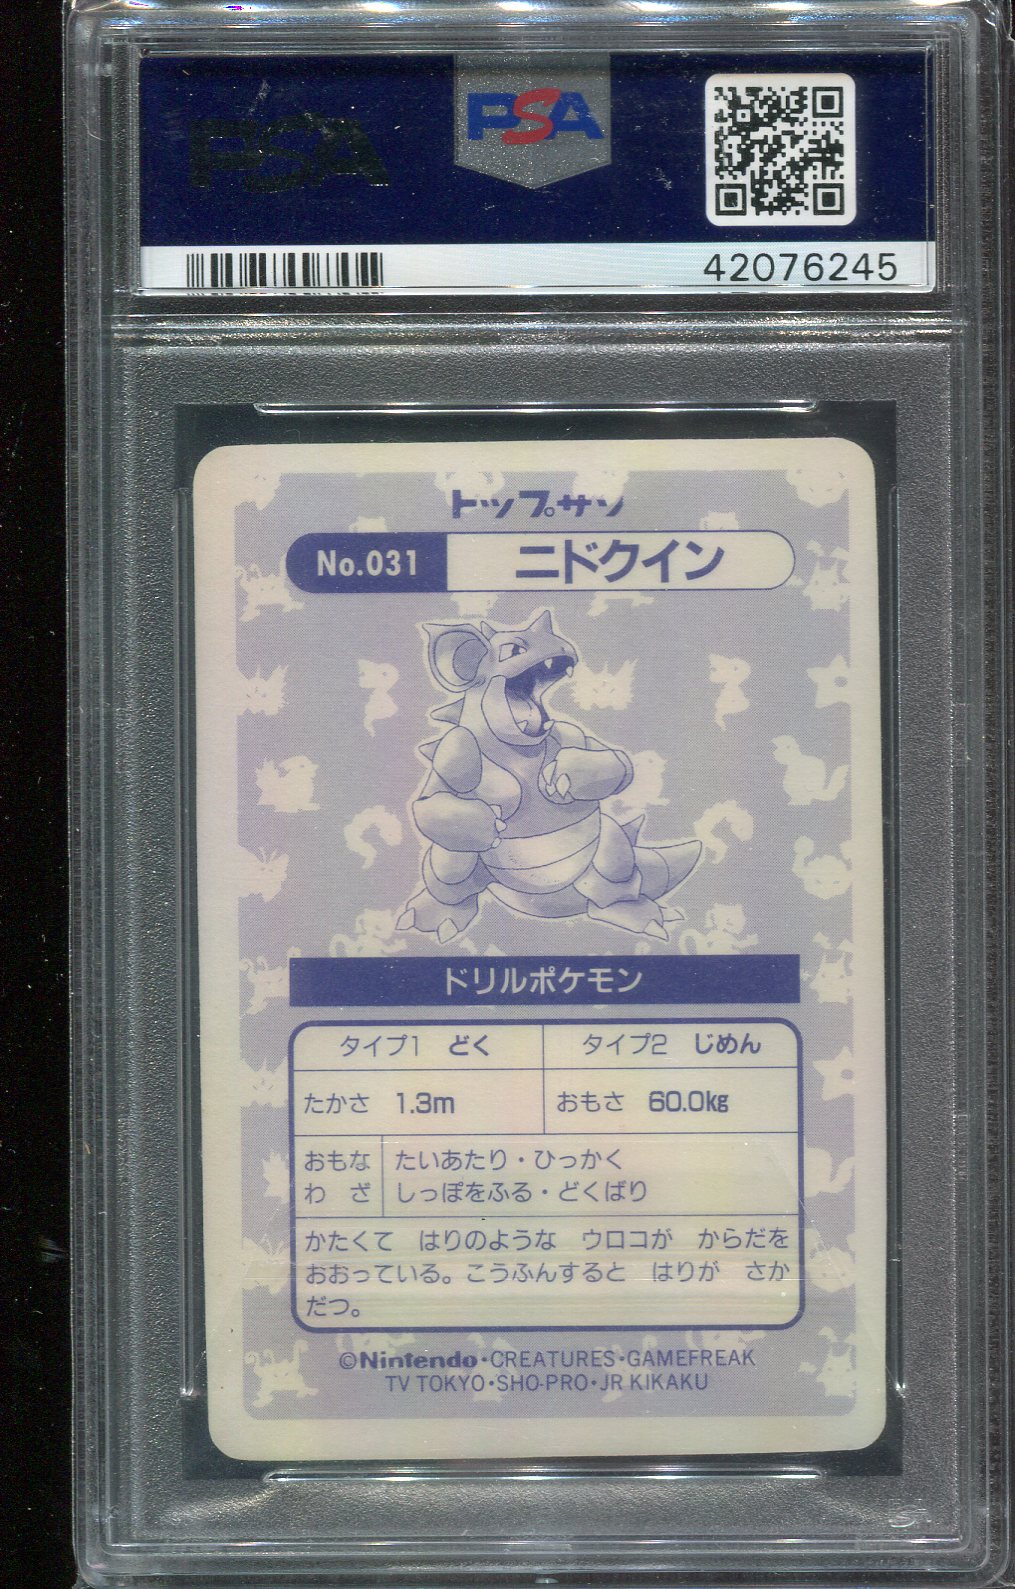 PSA
PSA
42076245
トップサン
No.031 ニドクイン
ドリルポケモン
タイプ1 どく タイプ2 じめん
たかさ 1.3m おもさ 60.0kg
おもな たいあたり・ひっかく
わ ざ しっぽをふる・どくばり
かたくて はりのような ウロコが からだを
おおっている。こうふんすると はりが さか
だつ。
©Nintendo・CREATURES・GAMEFREAK
TV TOKYO・SHO-PRO・JR KIKAKU